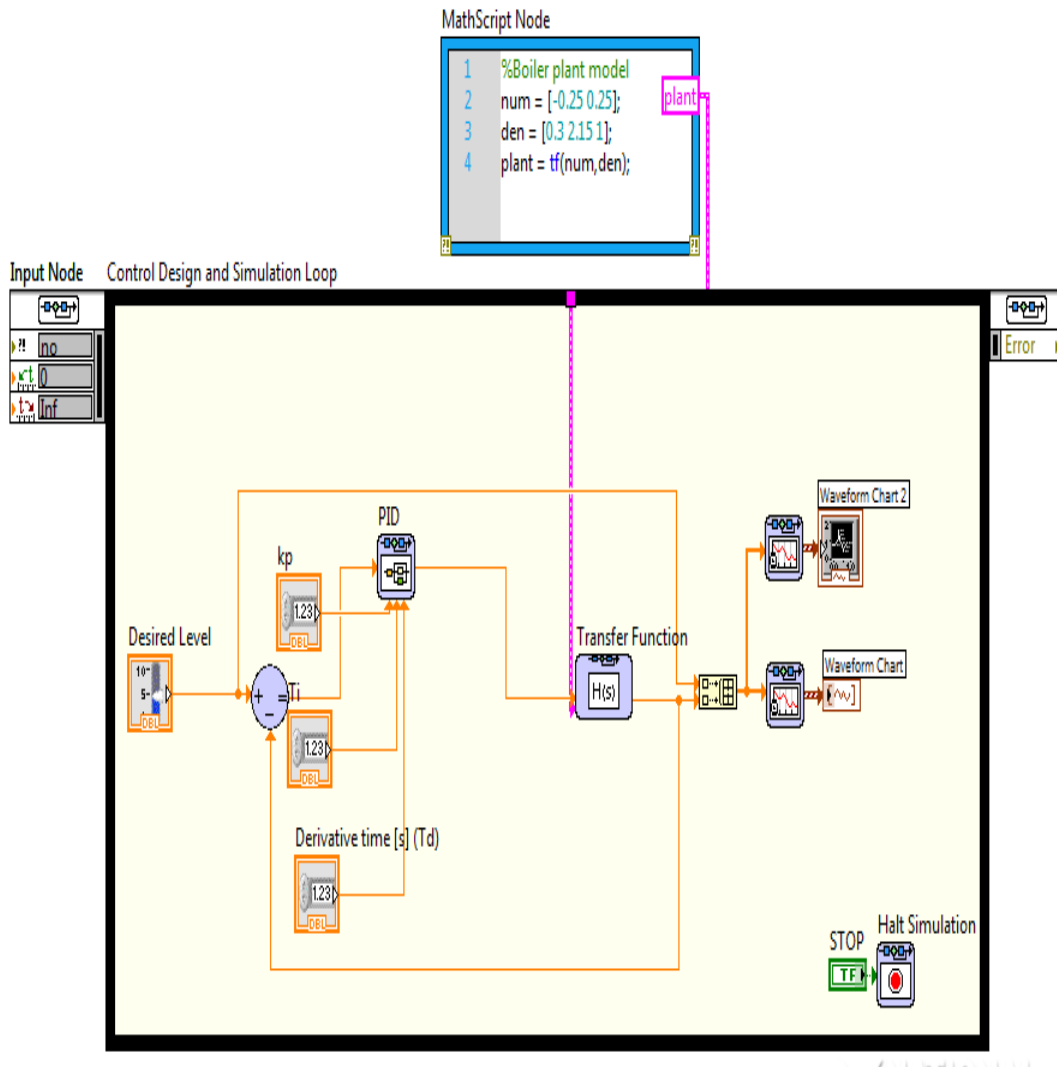 MathScript Node
1 %Boiler plant model
2 num = [-0.25 0.25];
3 den = [0.3 2.15 1];
4 plant = tf(num,den);
plant
Input Node
Control Design and Simulation Loop
no
0
Inf
Error
Waveform Chart 2
PID
kp
1.23
DBL
Desired Level
10-
5-
DBL
Ti
1.23
DBL
Transfer Function
H(s)
Waveform Chart
Derivative time [s] (Td)
1.23
DBL
STOP
TF
Halt Simulation